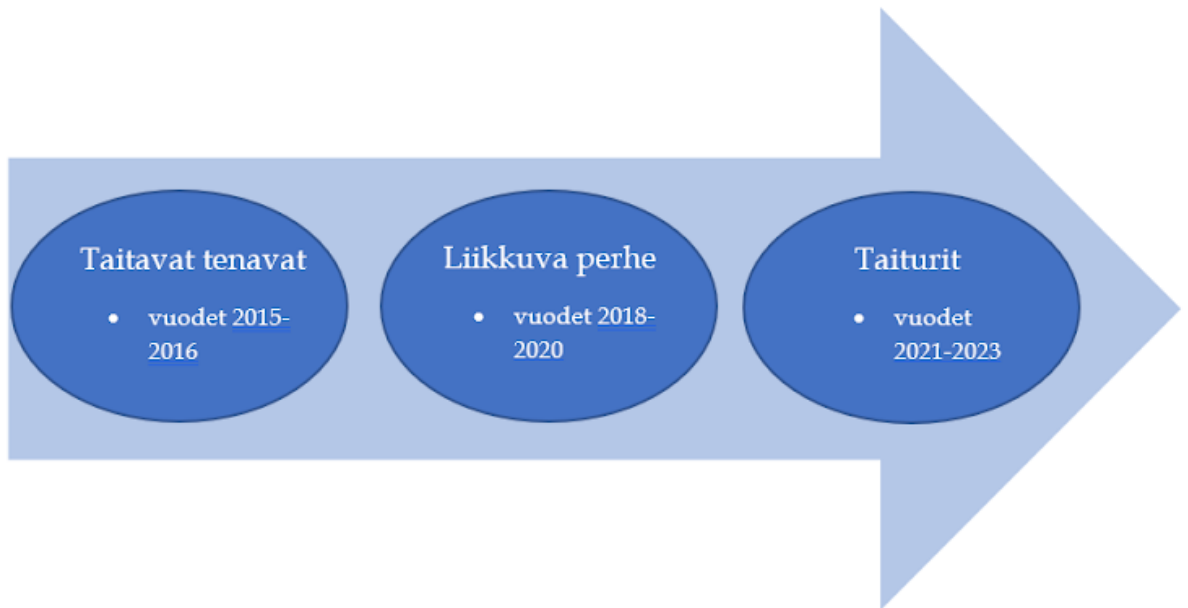 Taitavat tenavat
• vuodet 2015-
2016
Liikkuva perhe
• vuodet 2018-
2020
Taiturit
• vuodet
2021-2023